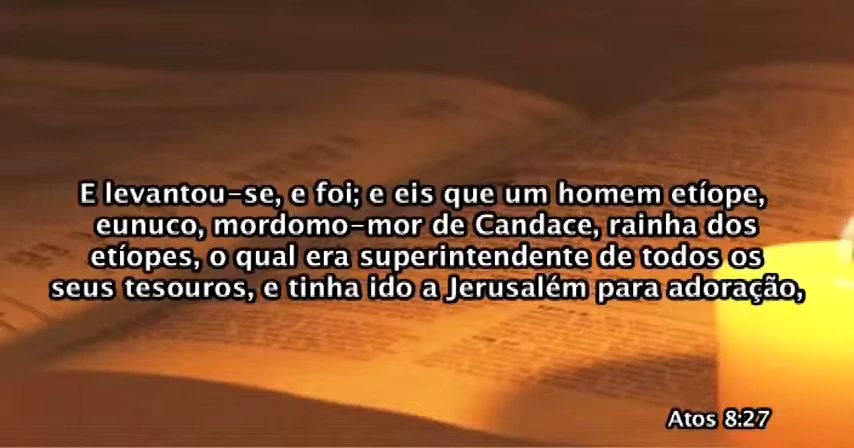 E levantou-se, e foi; e eis que um homem etíope,
eunuco, mordomo-mor de Candace, rainha dos
etíopes, o qual era superintendente de todos os
seus tesouros, e tinha ido a Jerusalém para adoração,
Atos 8:27